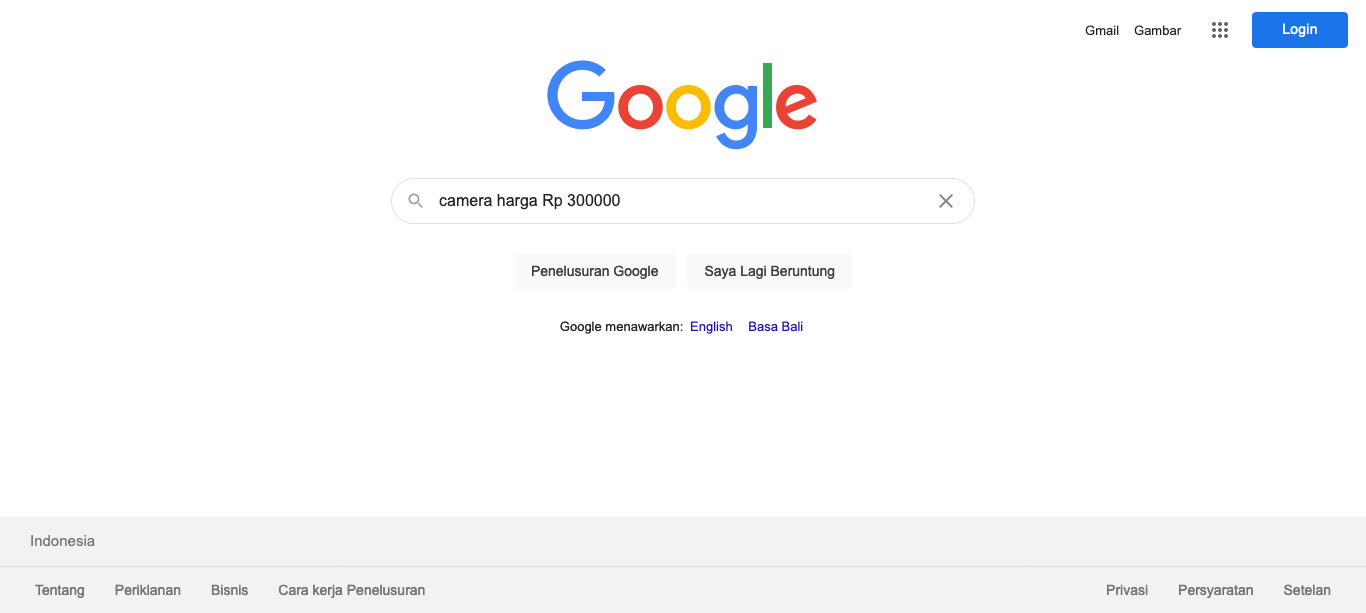 Gmail Gambar Login
Google
camera harga Rp 300000
Penelusuran Google Saya Lagi Beruntung
Google menawarkan: English Basa Bali
Indonesia
Tentang Periklanan Bisnis Cara kerja Penelusuran Privasi Persyaratan Setelan